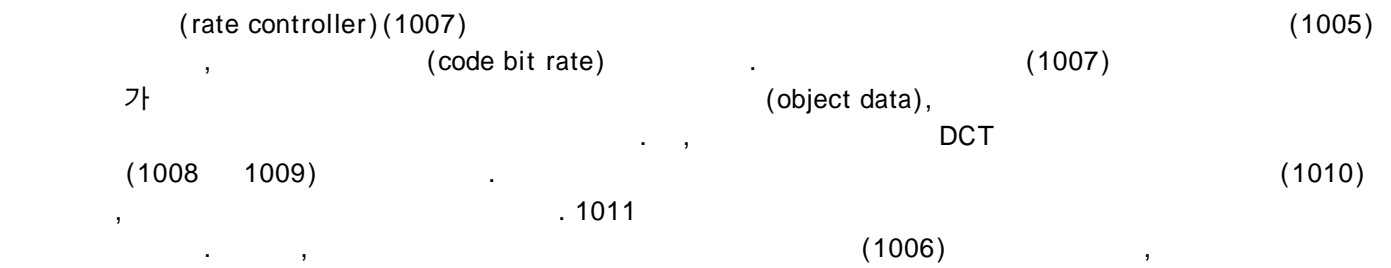 (rate controller)(1007) (1005)
, (code bit rate) . (1007)
가 (object data),
. , DCT
(1008 1009) . (1010)
, . 1011
. , (1006) ,